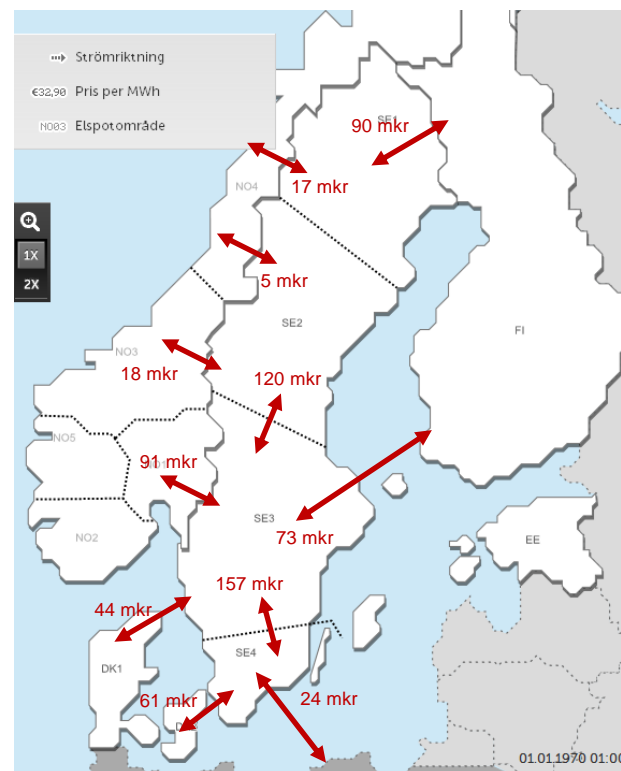 Strömriktning
€32,90 Pris per MWh
NO03 Elspotområde
SE1
90 mkr
NO4
17 mkr
1X
5 mkr
2X
SE2
FI
NO3
18 mkr
120 mkr
NO5
91 mkr
NO1
SE3
NO2
73 mkr
EE
157 mkr
44 mkr
SE4
DK1
61 mkr
24 mkr
01.01.1970 01:00